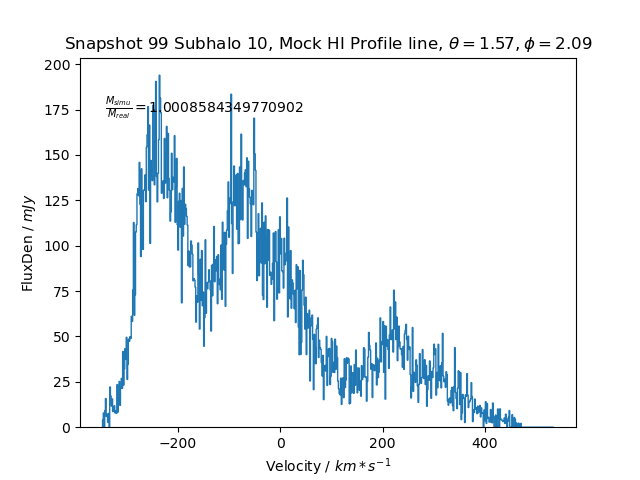 Snapshot 99 Subhalo 10, Mock HI Profile line, θ = 1.57, ϕ = 2.09
200
M_simu/M_real = 1.0008584349770902
175
150
125
100
75
50
25
0
FluxDen / mJy
−200 0 200 400
Velocity / km * s⁻¹